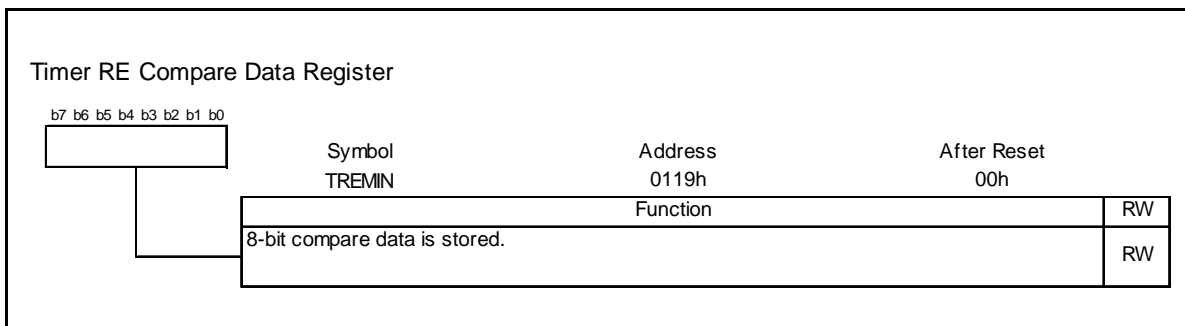 Timer RE Compare Data Register
b7 b6 b5 b4 b3 b2 b1 b0
Symbol Address After Reset
TREMIN 0119h 00h
Function RW
8-bit compare data is stored. RW